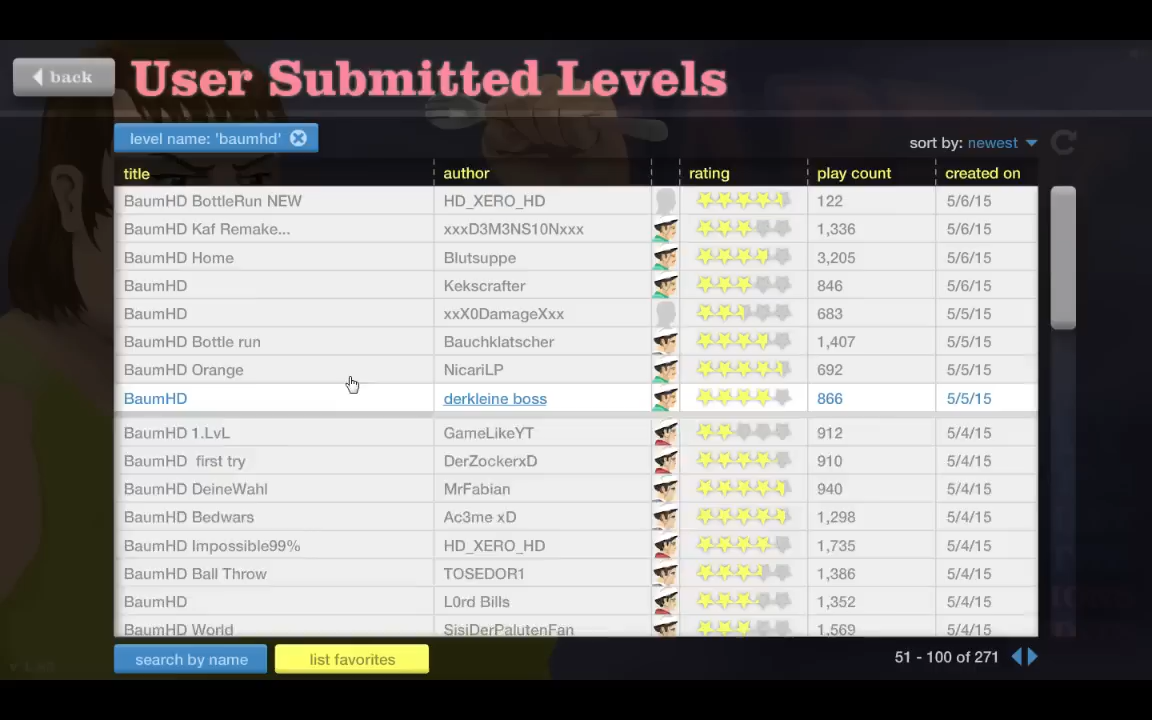 back
User Submitted Levels
level name: 'baumhd'
sort by: newest
title author rating play count created on
BaumHD BottleRun NEW HD_XERO_HD 122 5/6/15
BaumHD Kaf Remake... xxxD3M3NS10Nxxx 1,336 5/6/15
BaumHD Home Blutsuppe 3,205 5/6/15
BaumHD Kekscrafter 846 5/6/15
BaumHD xxX0DamageXxx 683 5/5/15
BaumHD Bottle run Bauchklatscher 1,407 5/5/15
BaumHD Orange NicariLP 692 5/5/15
BaumHD derkleine boss 866 5/5/15
BaumHD 1.LvL GameLikeYT 912 5/4/15
BaumHD first try DerZockerxD 910 5/4/15
BaumHD DeineWahl MrFabian 940 5/4/15
BaumHD Bedwars Ac3me xD 1,298 5/4/15
BaumHD Impossible99% HD_XERO_HD 1,735 5/4/15
BaumHD Ball Throw TOSEDOR1 1,386 5/4/15
BaumHD L0rd Bills 1,352 5/4/15
BaumHD World SisiDerPalutenFan 1,569 5/4/15
search by name list favorites 51 - 100 of 271